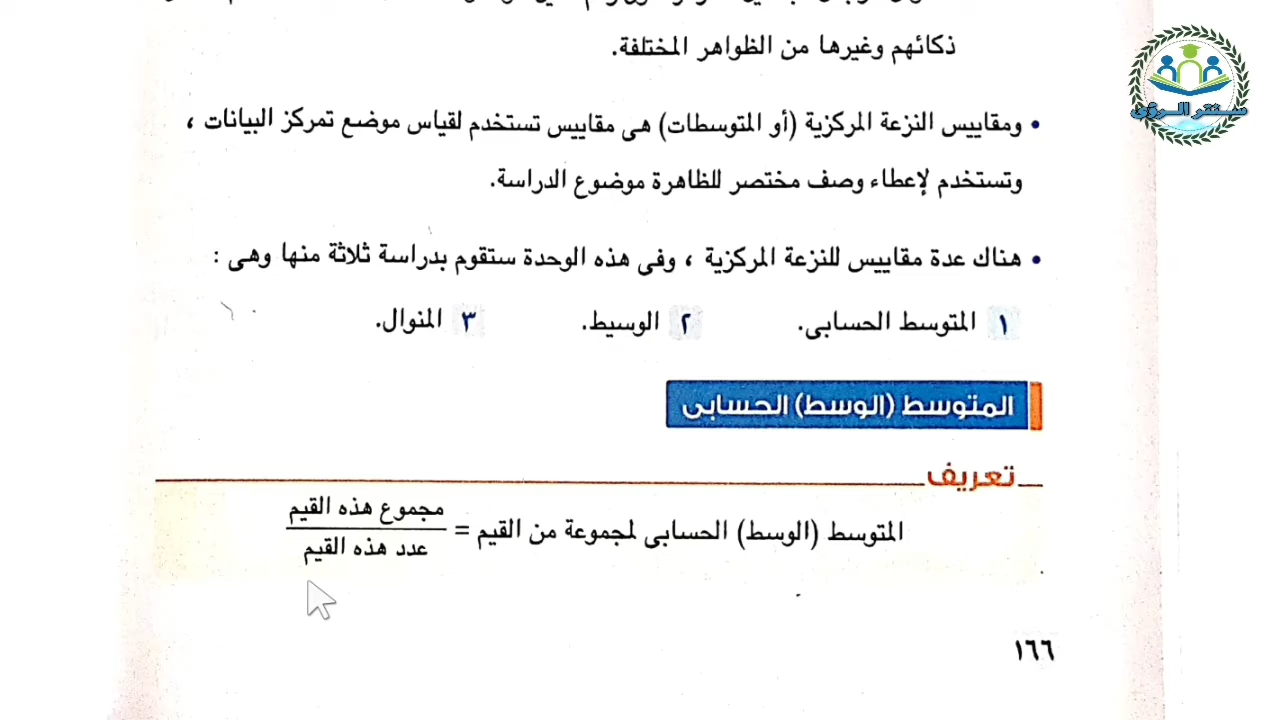 ذكائهم وغيرها من الظواهر المختلفة.
سنتر الرؤى
• ومقاييس النزعة المركزية (أو المتوسطات) هى مقاييس تستخدم لقياس موضع تمركز البيانات ،
وتستخدم لإعطاء وصف مختصر للظاهرة موضوع الدراسة.
• هناك عدة مقاييس للنزعة المركزية ، وفى هذه الوحدة ستقوم بدراسة ثلاثة منها وهى :
١ المتوسط الحسابى. ٢ الوسيط. ٣ المنوال.
المتوسط (الوسط) الحسابى
تعريف
المتوسط (الوسط) الحسابى لمجموعة من القيم = مجموع هذه القيم
عدد هذه القيم
١٦٦